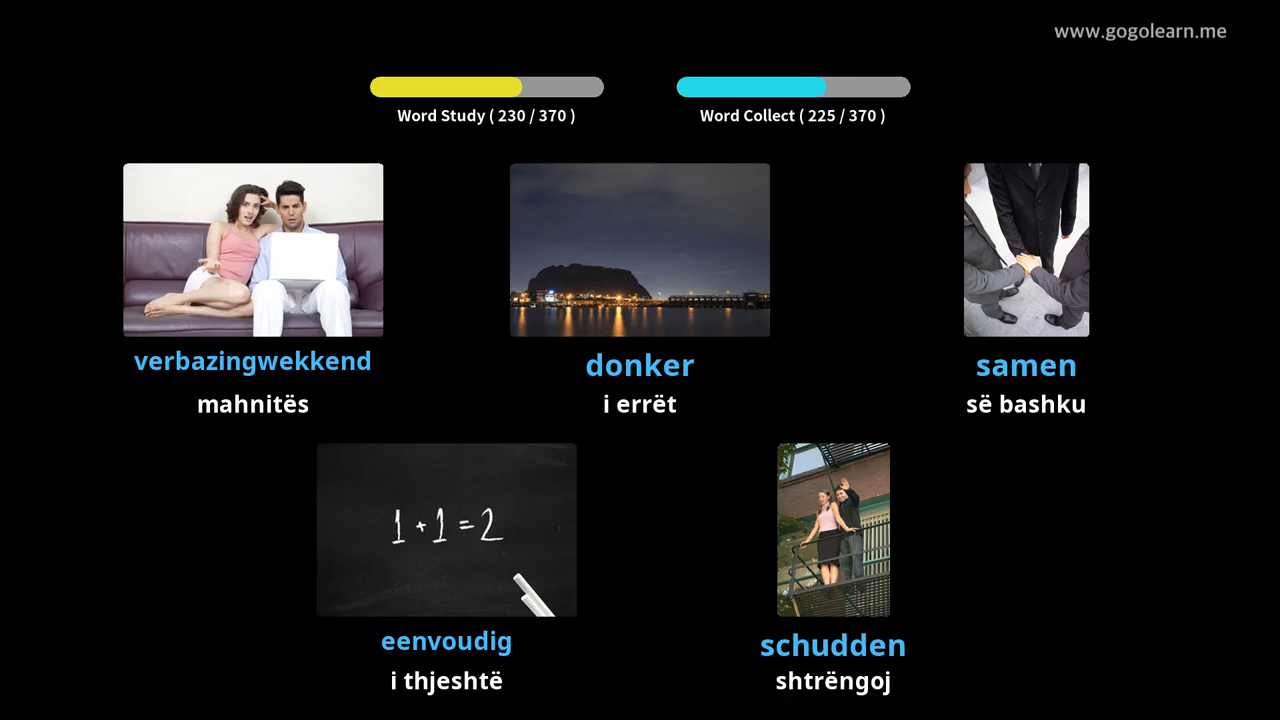 www.gogolearn.me
Word Study ( 230 / 370 )
Word Collect ( 225 / 370 )
verbazingwekkend
donker
samen
mahnitës
i errët
së bashku
1 + 1 = 2
eenvoudig
schudden
i thjeshtë
shtrëngoj